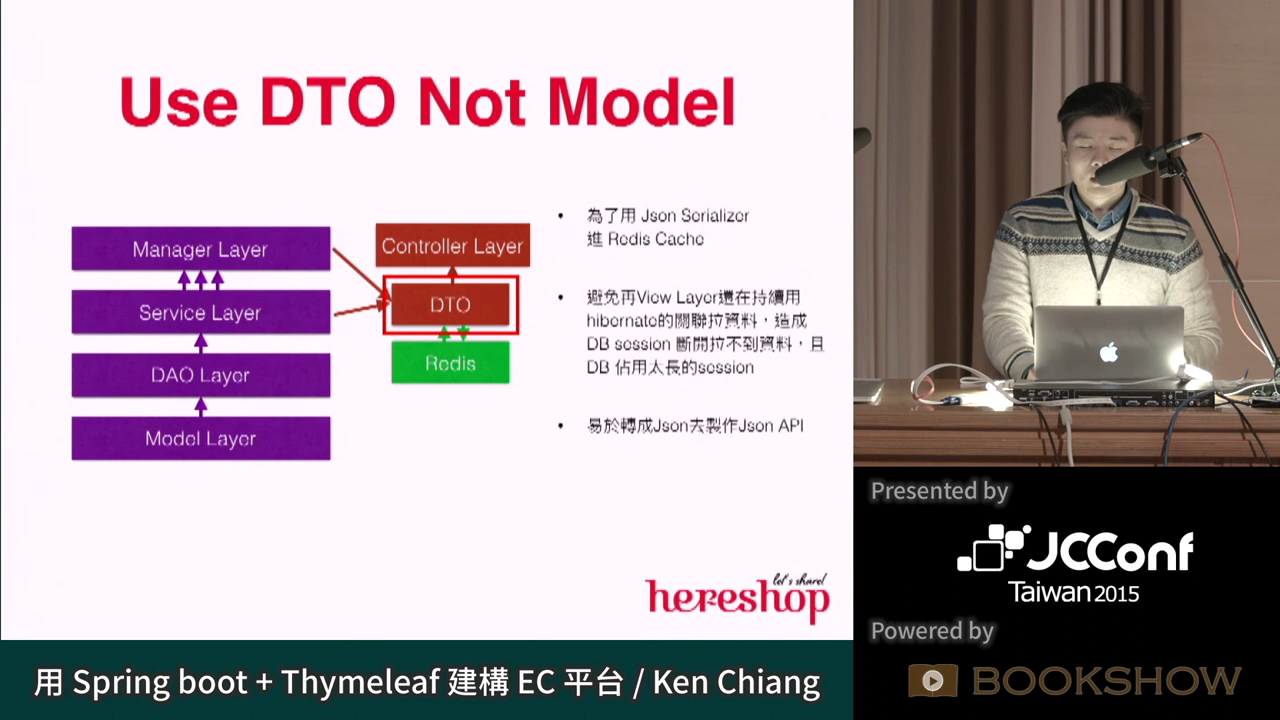 Use DTO Not Model
Manager Layer
Service Layer
DAO Layer
Model Layer
Controller Layer
DTO
Redis
• 為了用 Json Serializer
進 Redis Cache
• 避免再View Layer還在持續用
hibernate的關聯拉資料，造成
DB session 斷開拉不到資料，且
DB 佔用太長的session
• 易於轉成Json去製作Json API
let's share!
hereshop
Presented by
JCConf
Taiwan 2015
Powered by
BOOKSHOW
用 Spring boot + Thymeleaf 建構 EC 平台 / Ken Chiang